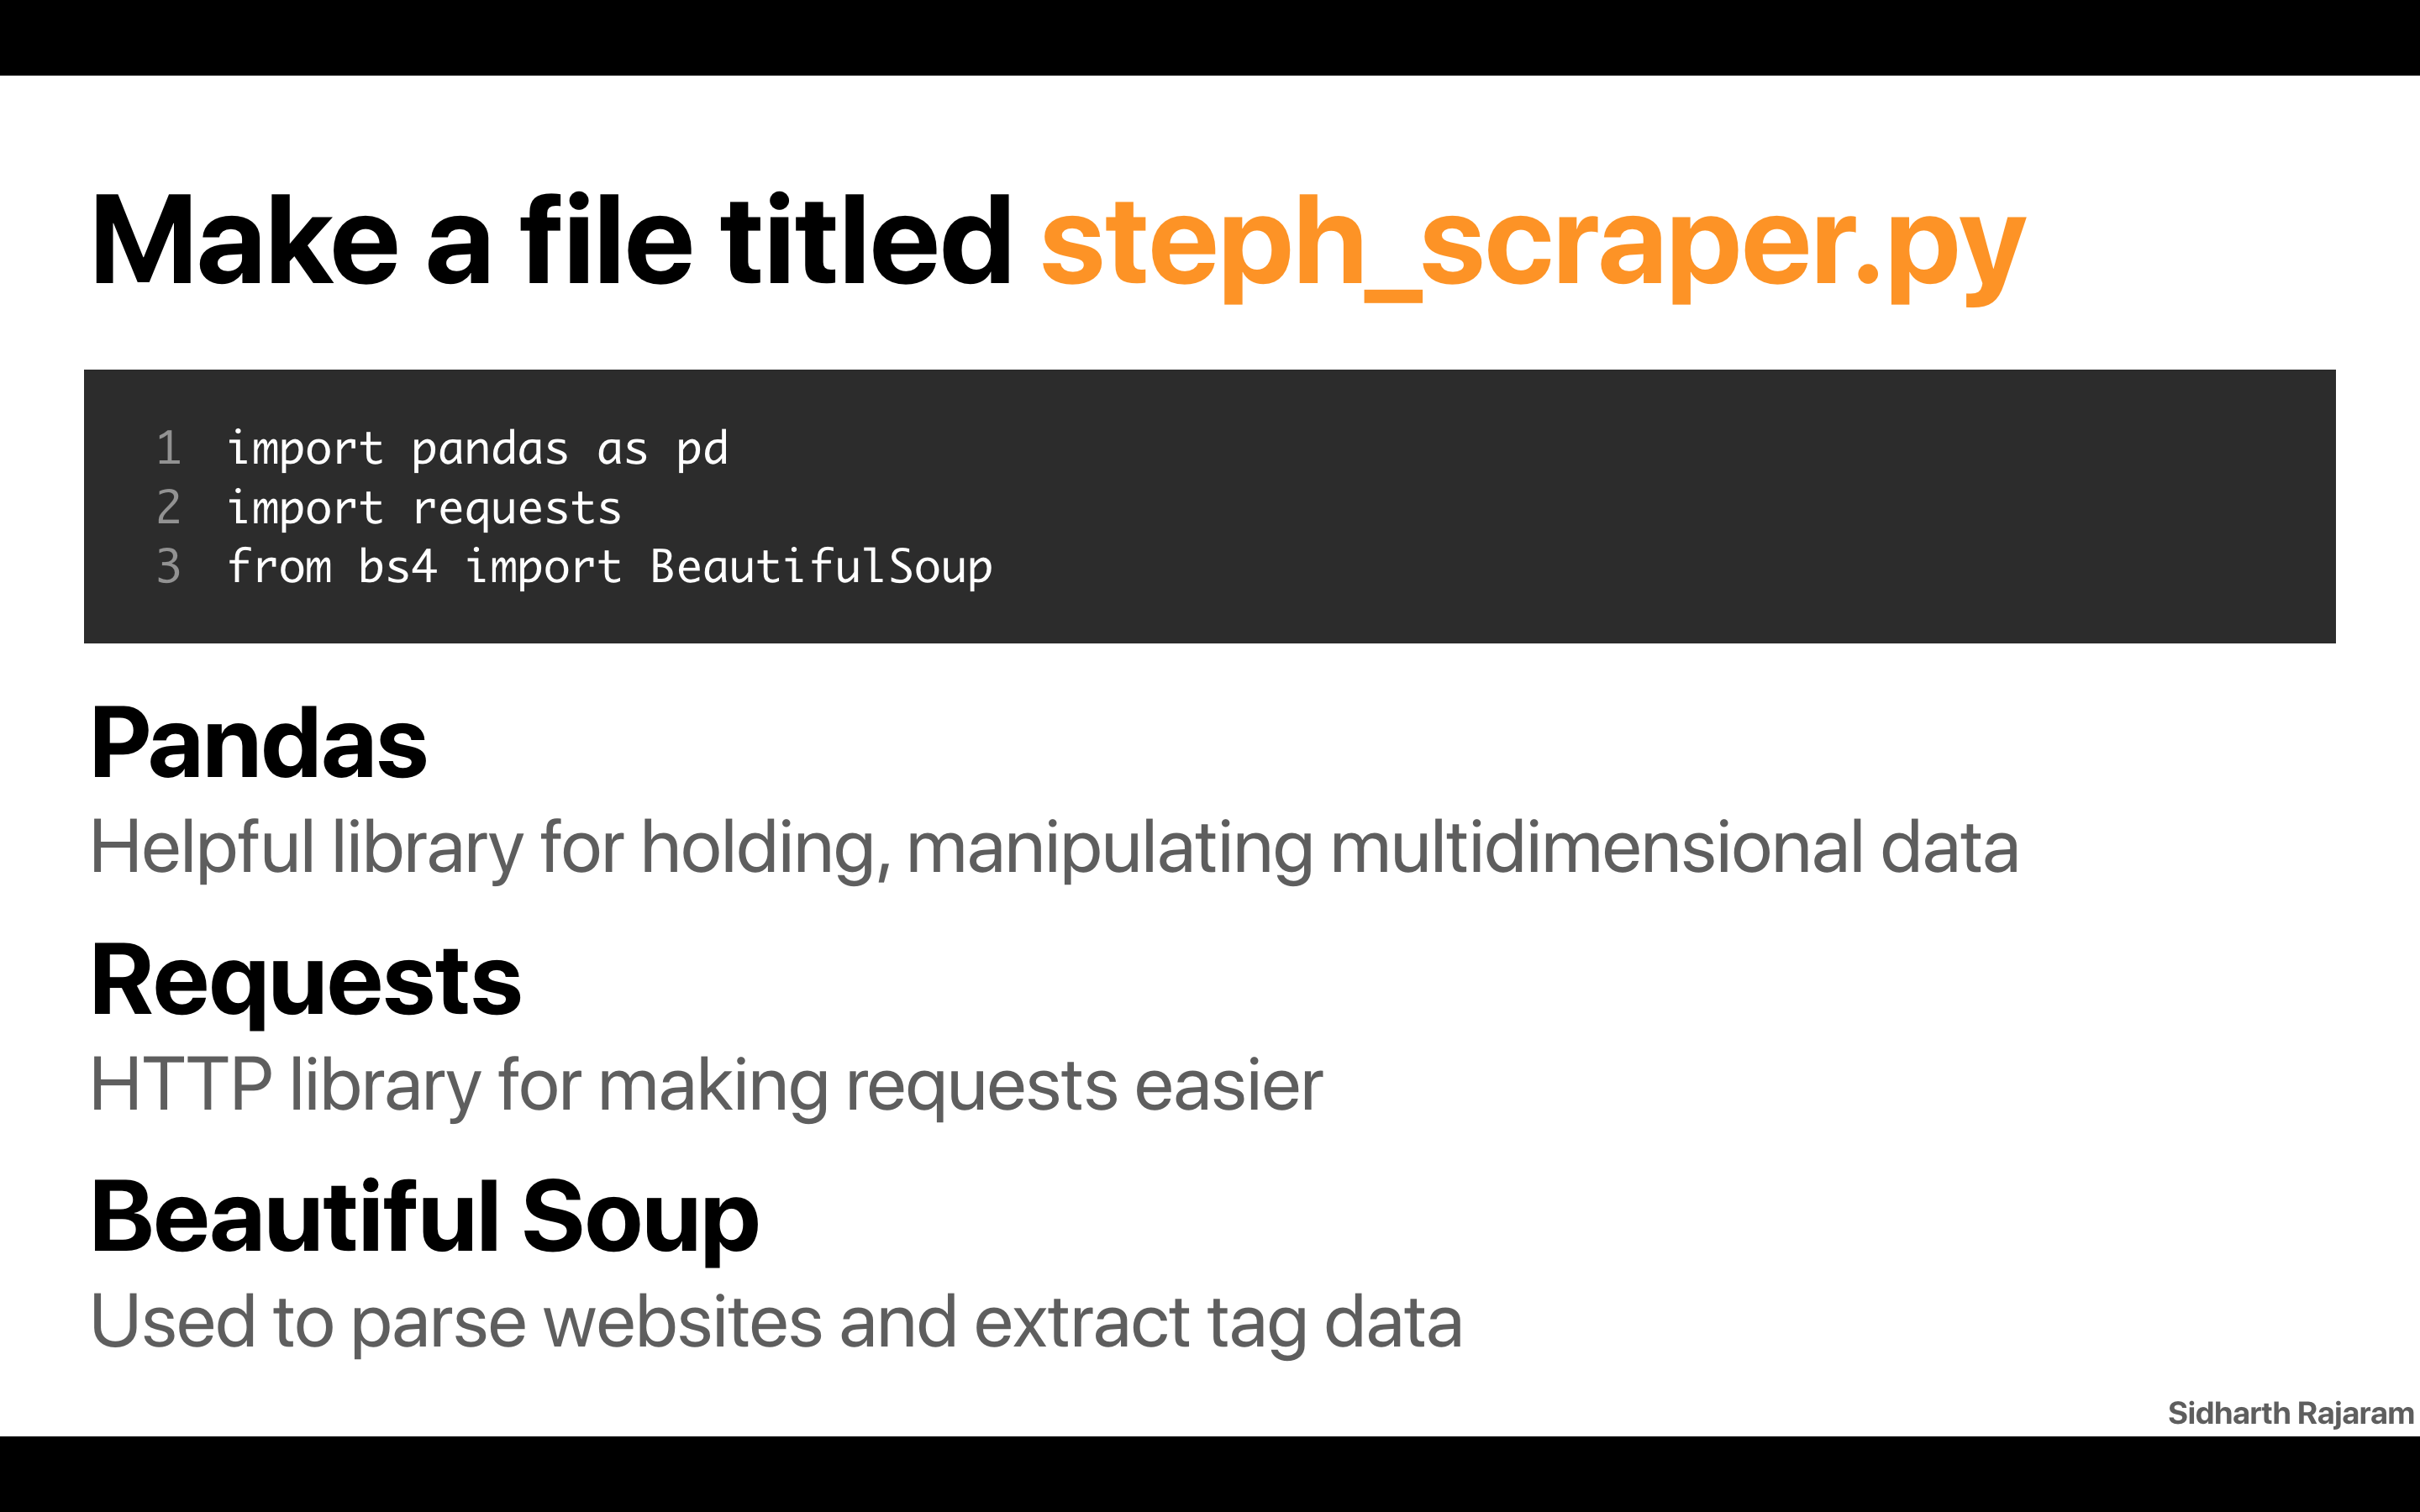 Make a file titled steph_scraper.py
1 import pandas as pd
2 import requests
3 from bs4 import BeautifulSoup
Pandas
Helpful library for holding, manipulating multidimensional data
Requests
HTTP library for making requests easier
Beautiful Soup
Used to parse websites and extract tag data
Sidharth Rajaram